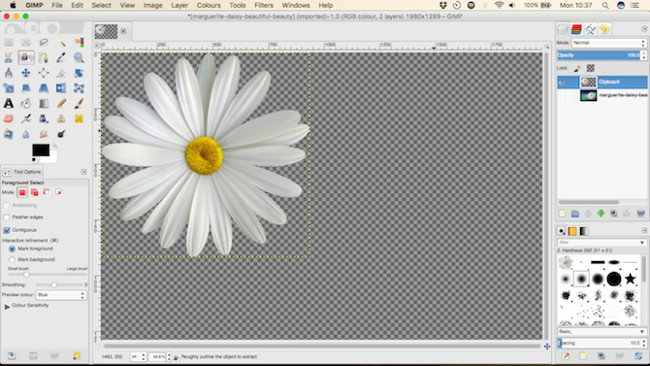 GIMP File Edit Select View Image Layer Colours Tools Filters Windows Help 100% Mon 10:37
*[marguerite-daisy-beautiful-beauty] (imported)-1.0 (RGB colour, 2 layers) 1980x1289 – GIMP
0 250 500 750 1000 1250 1500 1750
Mode: Normal
Opacity 100.0
Lock:
Clipboard
marguerite-daisy-bea
Tool Options
Foreground Select
Mode:
Antialiasing
Feather edges
Contiguous
Interactive refinement (⌘)
Mark foreground
Mark background
Small brush Large brush
Smoothing 3
Preview colour: Blue
Colour Sensitivity
filter
2. Hardness 050 (51 × 51)
Basic,
Spacing 10.0
1493, 352 px Roughly outline the object to extract